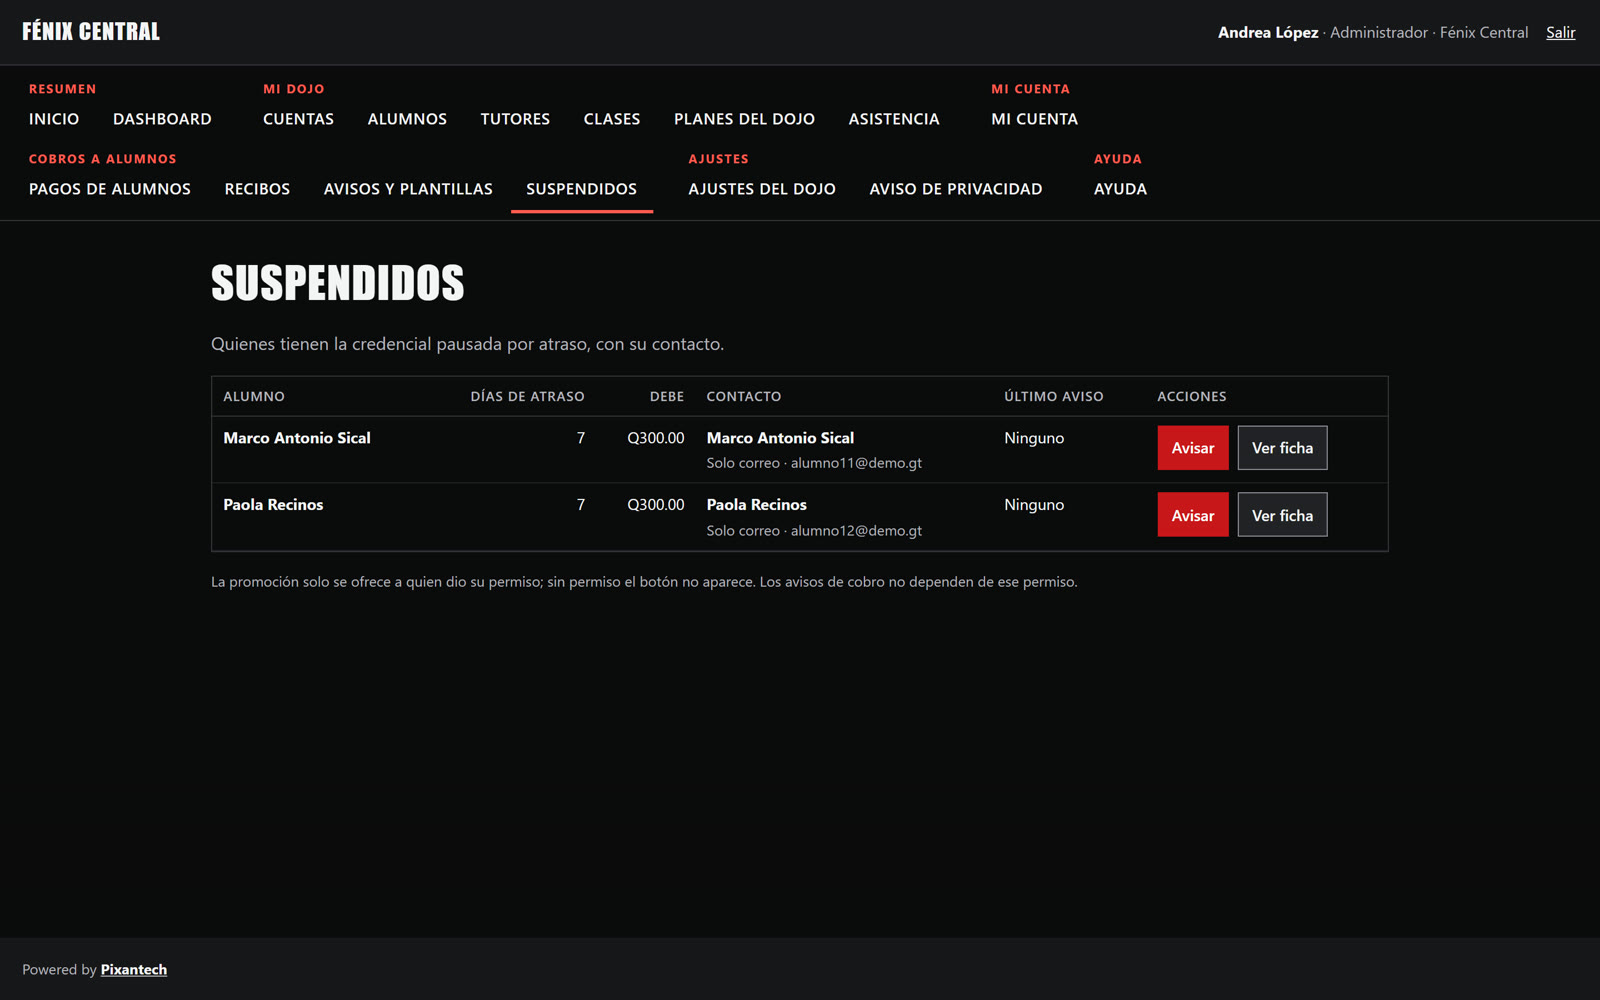 FÉNIX CENTRAL
Andrea López · Administrador · Fénix Central Salir
RESUMEN
INICIO DASHBOARD
MI DOJO
CUENTAS ALUMNOS TUTORES CLASES PLANES DEL DOJO ASISTENCIA
MI CUENTA
MI CUENTA
COBROS A ALUMNOS
PAGOS DE ALUMNOS RECIBOS AVISOS Y PLANTILLAS SUSPENDIDOS
AJUSTES
AJUSTES DEL DOJO AVISO DE PRIVACIDAD
AYUDA
AYUDA
SUSPENDIDOS
Quienes tienen la credencial pausada por atraso, con su contacto.
ALUMNO DÍAS DE ATRASO DEBE CONTACTO ÚLTIMO AVISO ACCIONES
Marco Antonio Sical 7 Q300.00 Marco Antonio Sical Ninguno Avisar Ver ficha
Solo correo · alumno11@demo.gt
Paola Recinos 7 Q300.00 Paola Recinos Ninguno Avisar Ver ficha
Solo correo · alumno12@demo.gt
La promoción solo se ofrece a quien dio su permiso; sin permiso el botón no aparece. Los avisos de cobro no dependen de ese permiso.
Powered by Pixantech